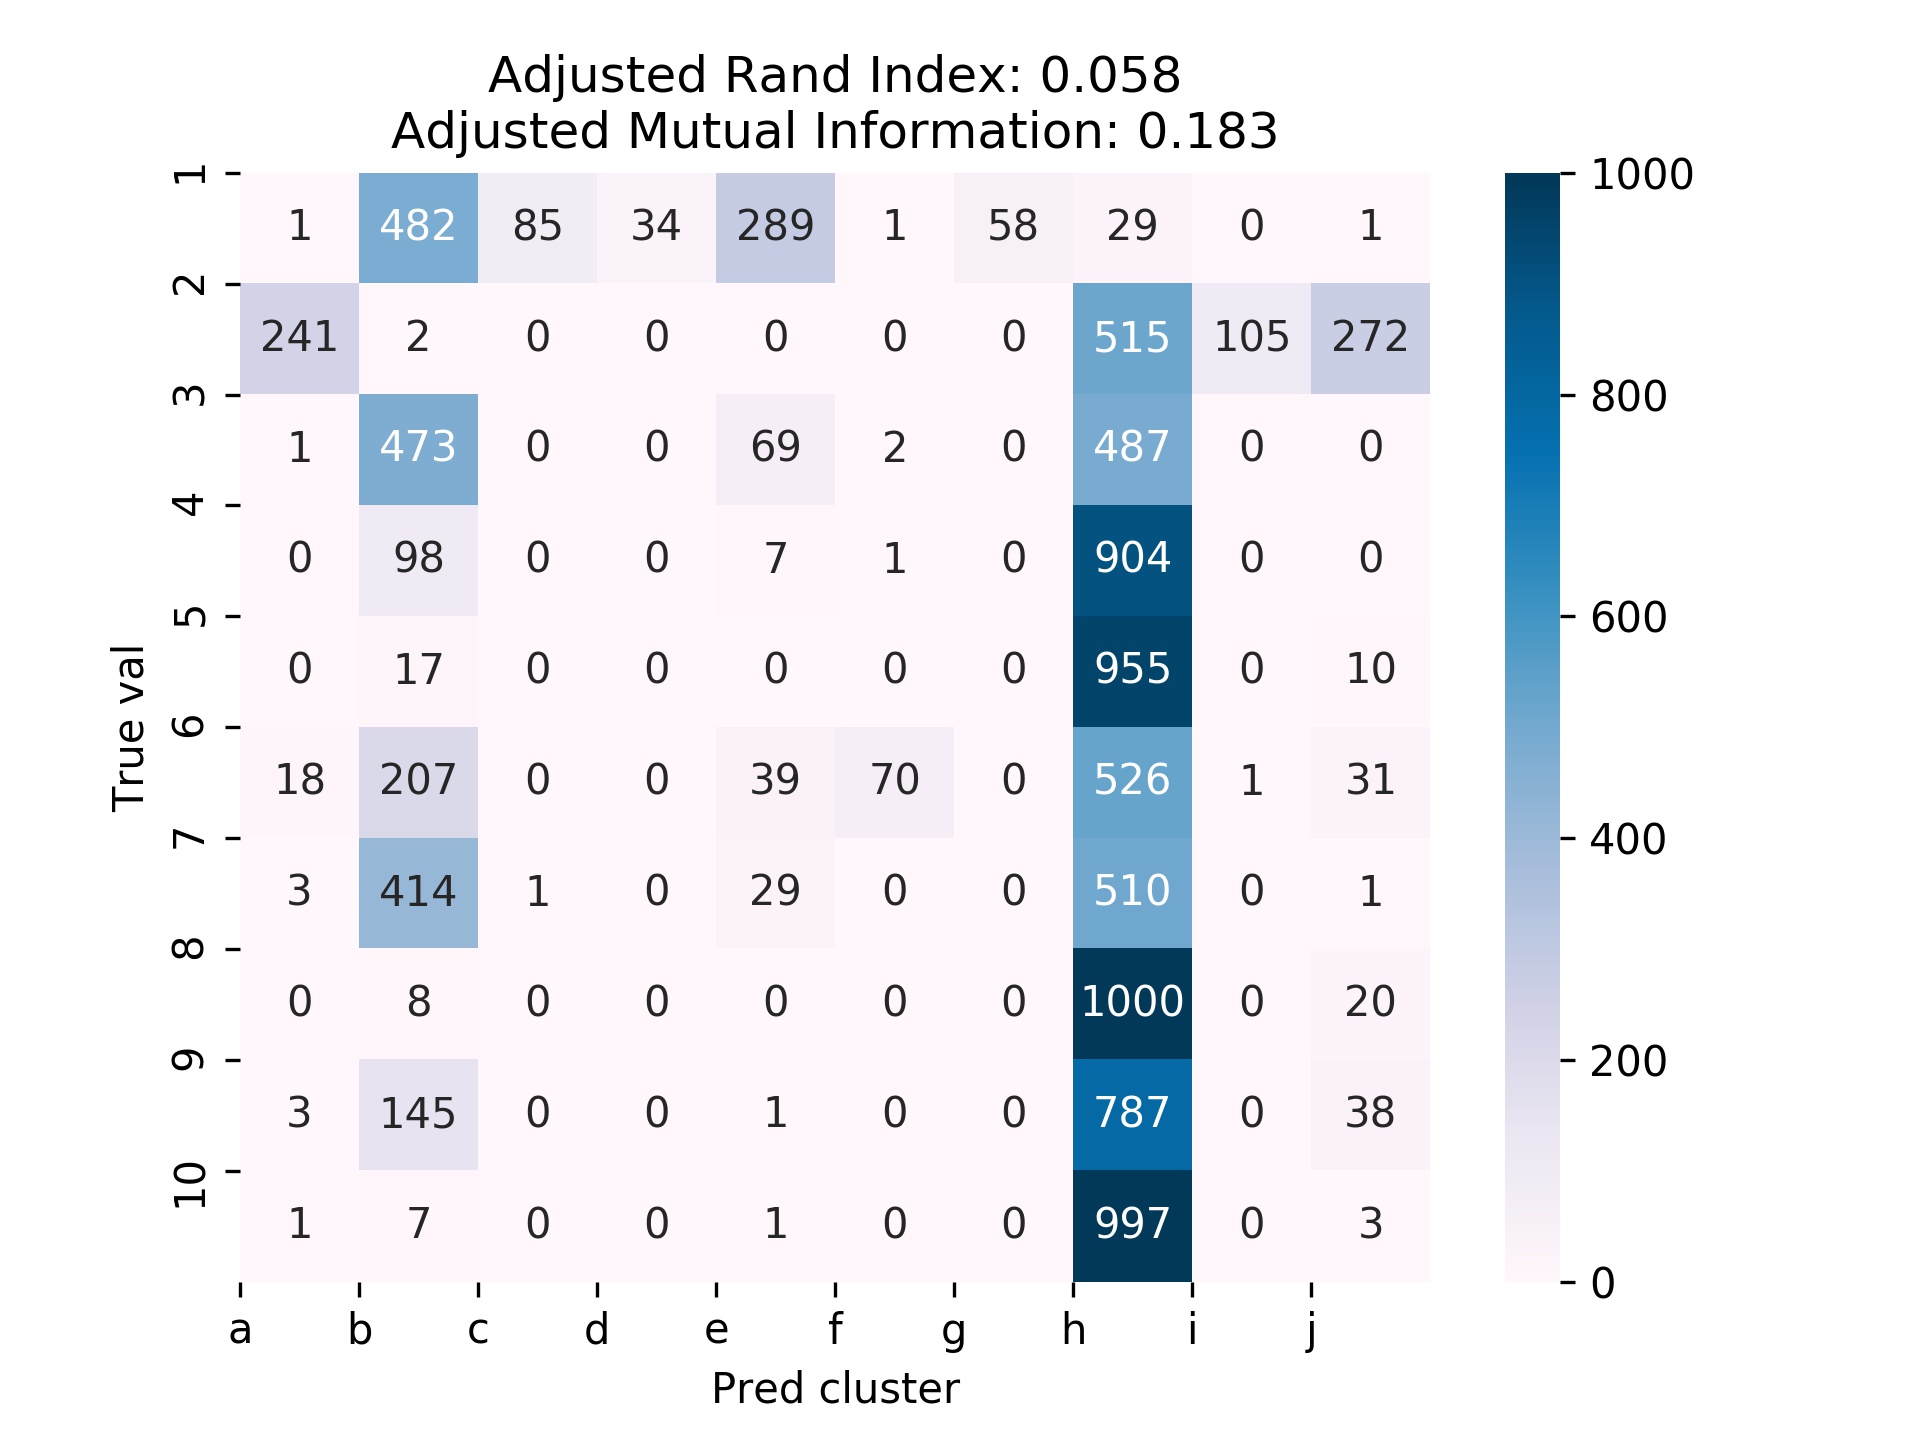 Adjusted Rand Index: 0.058
Adjusted Mutual Information: 0.183
1 1 482 85 34 289 1 58 29 0 1 1000
2 241 2 0 0 0 0 0 515 105 272
3 1 473 0 0 69 2 0 487 0 0 800
4 0 98 0 0 7 1 0 904 0 0
5 0 17 0 0 0 0 0 955 0 10 600
6 18 207 0 0 39 70 0 526 1 31
7 3 414 1 0 29 0 0 510 0 1 400
8 0 8 0 0 0 0 0 1000 0 20
9 3 145 0 0 1 0 0 787 0 38 200
10 1 7 0 0 1 0 0 997 0 3 0
True val
a b c d e f g h i j
Pred cluster